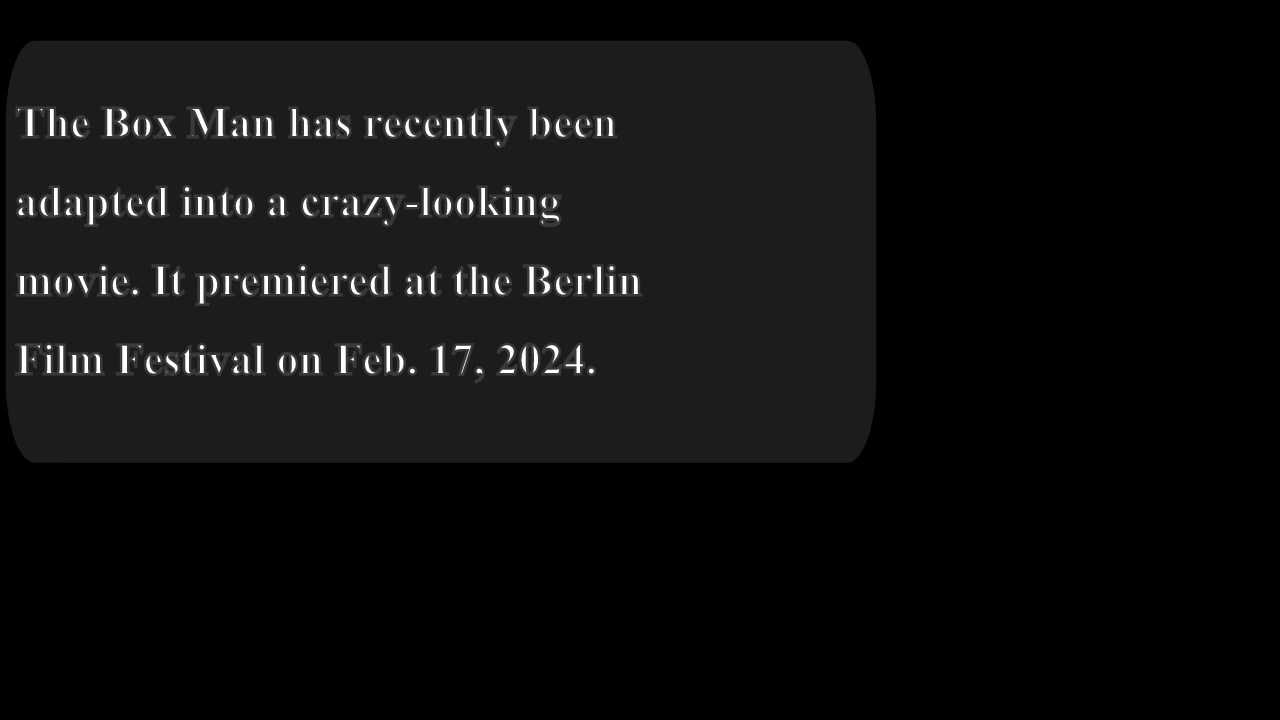 The Box Man has recently been
adapted into a crazy-looking
movie. It premiered at the Berlin
Film Festival on Feb. 17, 2024.